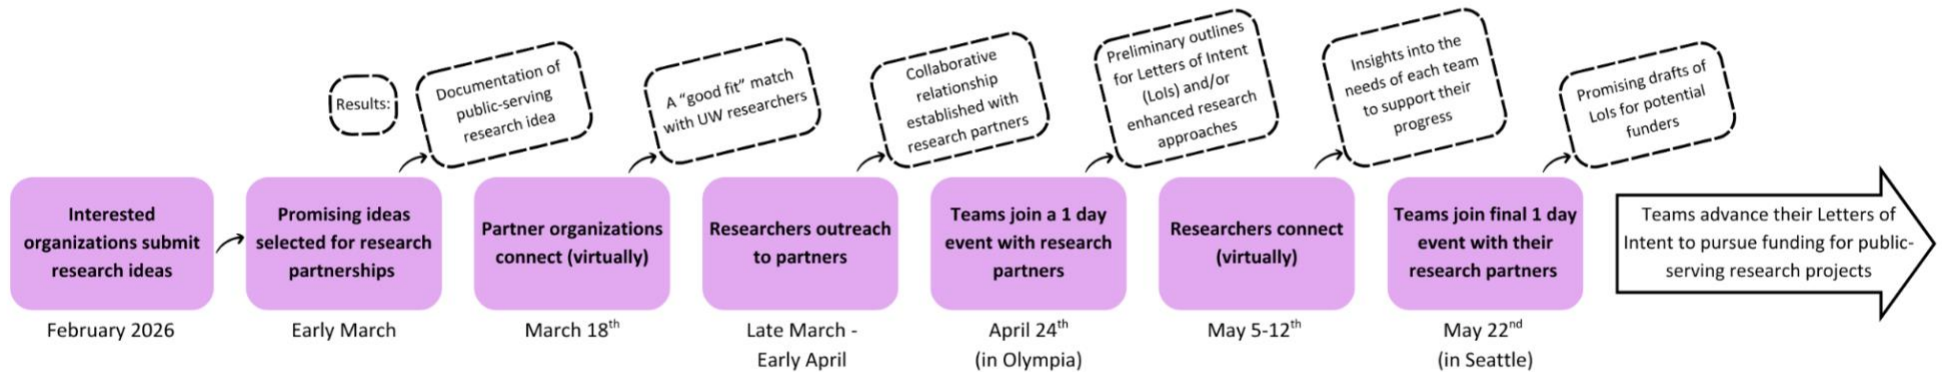 Results:
Documentation of
public-serving
research idea
A “good fit” match
with UW researchers
Collaborative
relationship
established with
research partners
Preliminary outlines
for Letters of Intent
(LoIs) and/or
enhanced research
approaches
Insights into the
needs of each team
to support their
progress
Promising drafts of
LoIs for potential
funders
Interested
organizations submit
research ideas
February 2026
Promising ideas
selected for research
partnerships
Early March
Partner organizations
connect (virtually)
March 18th
Researchers outreach
to partners
Late March -
Early April
Teams join a 1 day
event with research
partners
April 24th
(in Olympia)
Researchers connect
(virtually)
May 5-12th
Teams join final 1 day
event with their
research partners
May 22nd
(in Seattle)
Teams advance their Letters of
Intent to pursue funding for public-
serving research projects